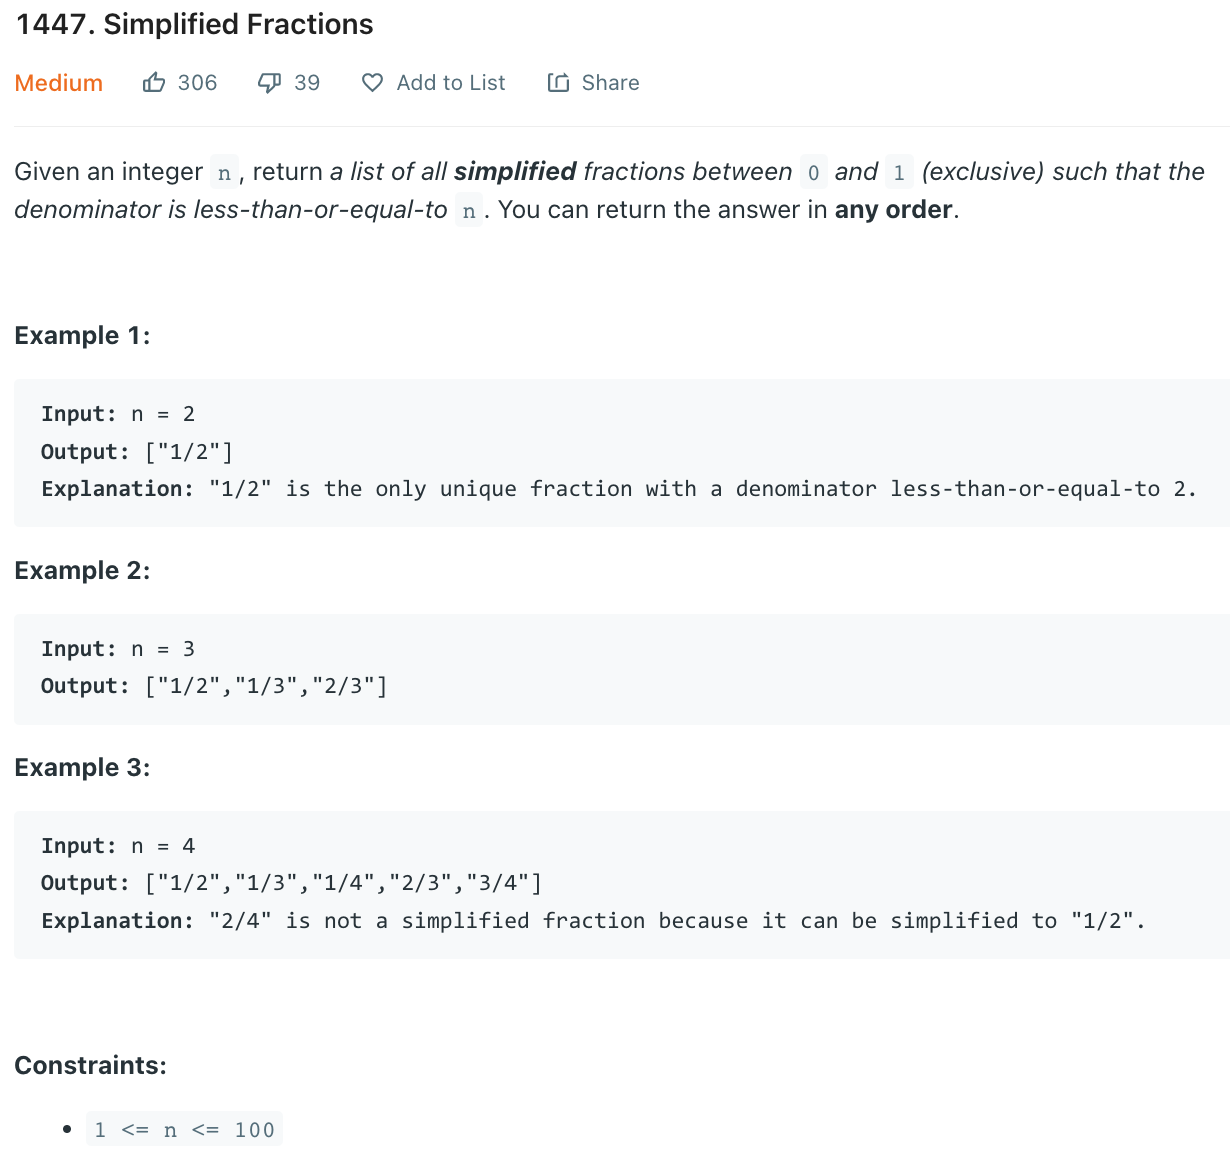 1447. Simplified Fractions
Medium 306 39 Add to List Share
Given an integer n, return a list of all simplified fractions between 0 and 1 (exclusive) such that the
denominator is less-than-or-equal-to n. You can return the answer in any order.
Example 1:
Input: n = 2
Output: ["1/2"]
Explanation: "1/2" is the only unique fraction with a denominator less-than-or-equal-to 2.
Example 2:
Input: n = 3
Output: ["1/2","1/3","2/3"]
Example 3:
Input: n = 4
Output: ["1/2","1/3","1/4","2/3","3/4"]
Explanation: "2/4" is not a simplified fraction because it can be simplified to "1/2".
Constraints:
• 1 <= n <= 100